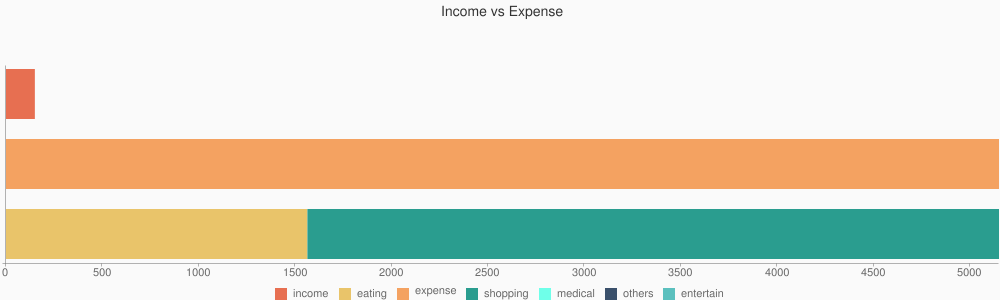 Income vs Expense
0 500 1000 1500 2000 2500 3000 3500 4000 4500 5000
income eating expense shopping medical others entertain